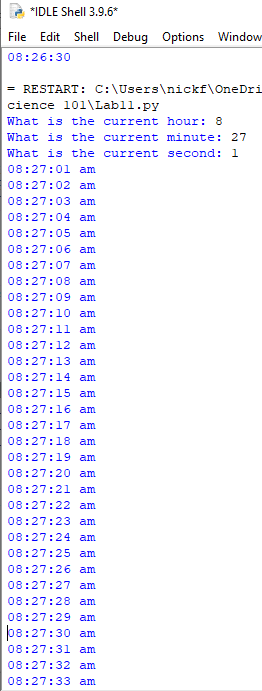 *IDLE Shell 3.9.6*
File Edit Shell Debug Options Window
08:26:30
= RESTART: C:\Users\nickf\OneDri
cience 101\Lab11.py
What is the current hour: 8
What is the current minute: 27
What is the current second: 1
08:27:01 am
08:27:02 am
08:27:03 am
08:27:04 am
08:27:05 am
08:27:06 am
08:27:07 am
08:27:08 am
08:27:09 am
08:27:10 am
08:27:11 am
08:27:12 am
08:27:13 am
08:27:14 am
08:27:15 am
08:27:16 am
08:27:17 am
08:27:18 am
08:27:19 am
08:27:20 am
08:27:21 am
08:27:22 am
08:27:23 am
08:27:24 am
08:27:25 am
08:27:26 am
08:27:27 am
08:27:28 am
08:27:29 am
08:27:30 am
08:27:31 am
08:27:32 am
08:27:33 am